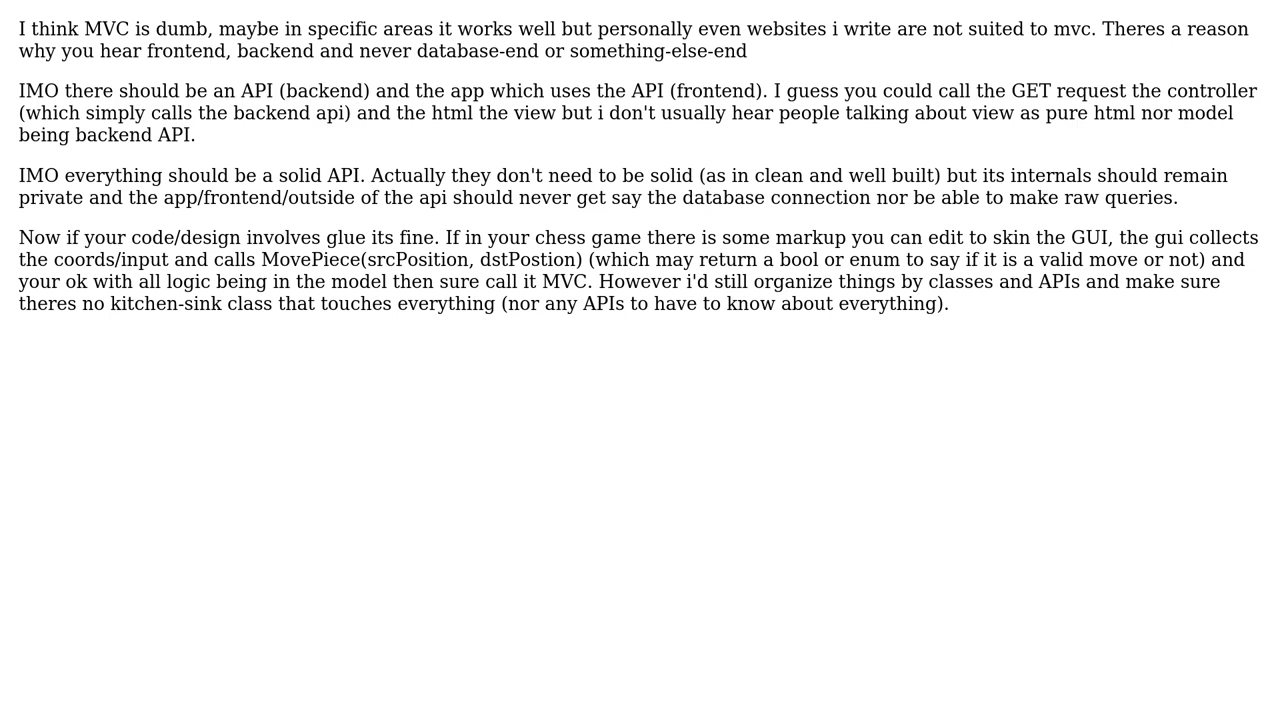 I think MVC is dumb, maybe in specific areas it works well but personally even websites i write are not suited to mvc. Theres a reason
why you hear frontend, backend and never database-end or something-else-end
IMO there should be an API (backend) and the app which uses the API (frontend). I guess you could call the GET request the controller
(which simply calls the backend api) and the html the view but i don't usually hear people talking about view as pure html nor model
being backend API.
IMO everything should be a solid API. Actually they don't need to be solid (as in clean and well built) but its internals should remain
private and the app/frontend/outside of the api should never get say the database connection nor be able to make raw queries.
Now if your code/design involves glue its fine. If in your chess game there is some markup you can edit to skin the GUI, the gui collects
the coords/input and calls MovePiece(srcPosition, dstPostion) (which may return a bool or enum to say if it is a valid move or not) and
your ok with all logic being in the model then sure call it MVC. However i'd still organize things by classes and APIs and make sure
theres no kitchen-sink class that touches everything (nor any APIs to have to know about everything).